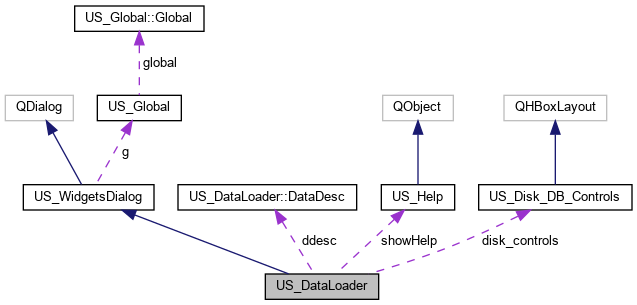 US_Global::Global
global
QDialog
US_Global
QObject
QHBoxLayout
g
US_WidgetsDialog
US_DataLoader::DataDesc
US_Help
US_Disk_DB_Controls
ddesc
showHelp
disk_controls
US_DataLoader